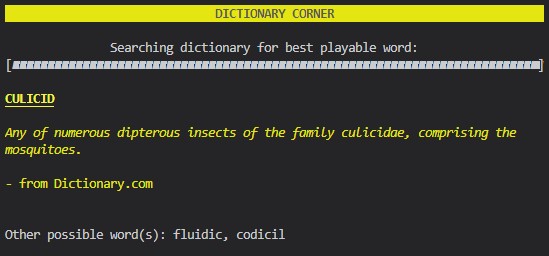 DICTIONARY CORNER
Searching dictionary for best playable word:
[################################################################################]
CULICID
Any of numerous dipterous insects of the family culicidae, comprising the
mosquitoes.
- from Dictionary.com
Other possible word(s): fluidic, codicil